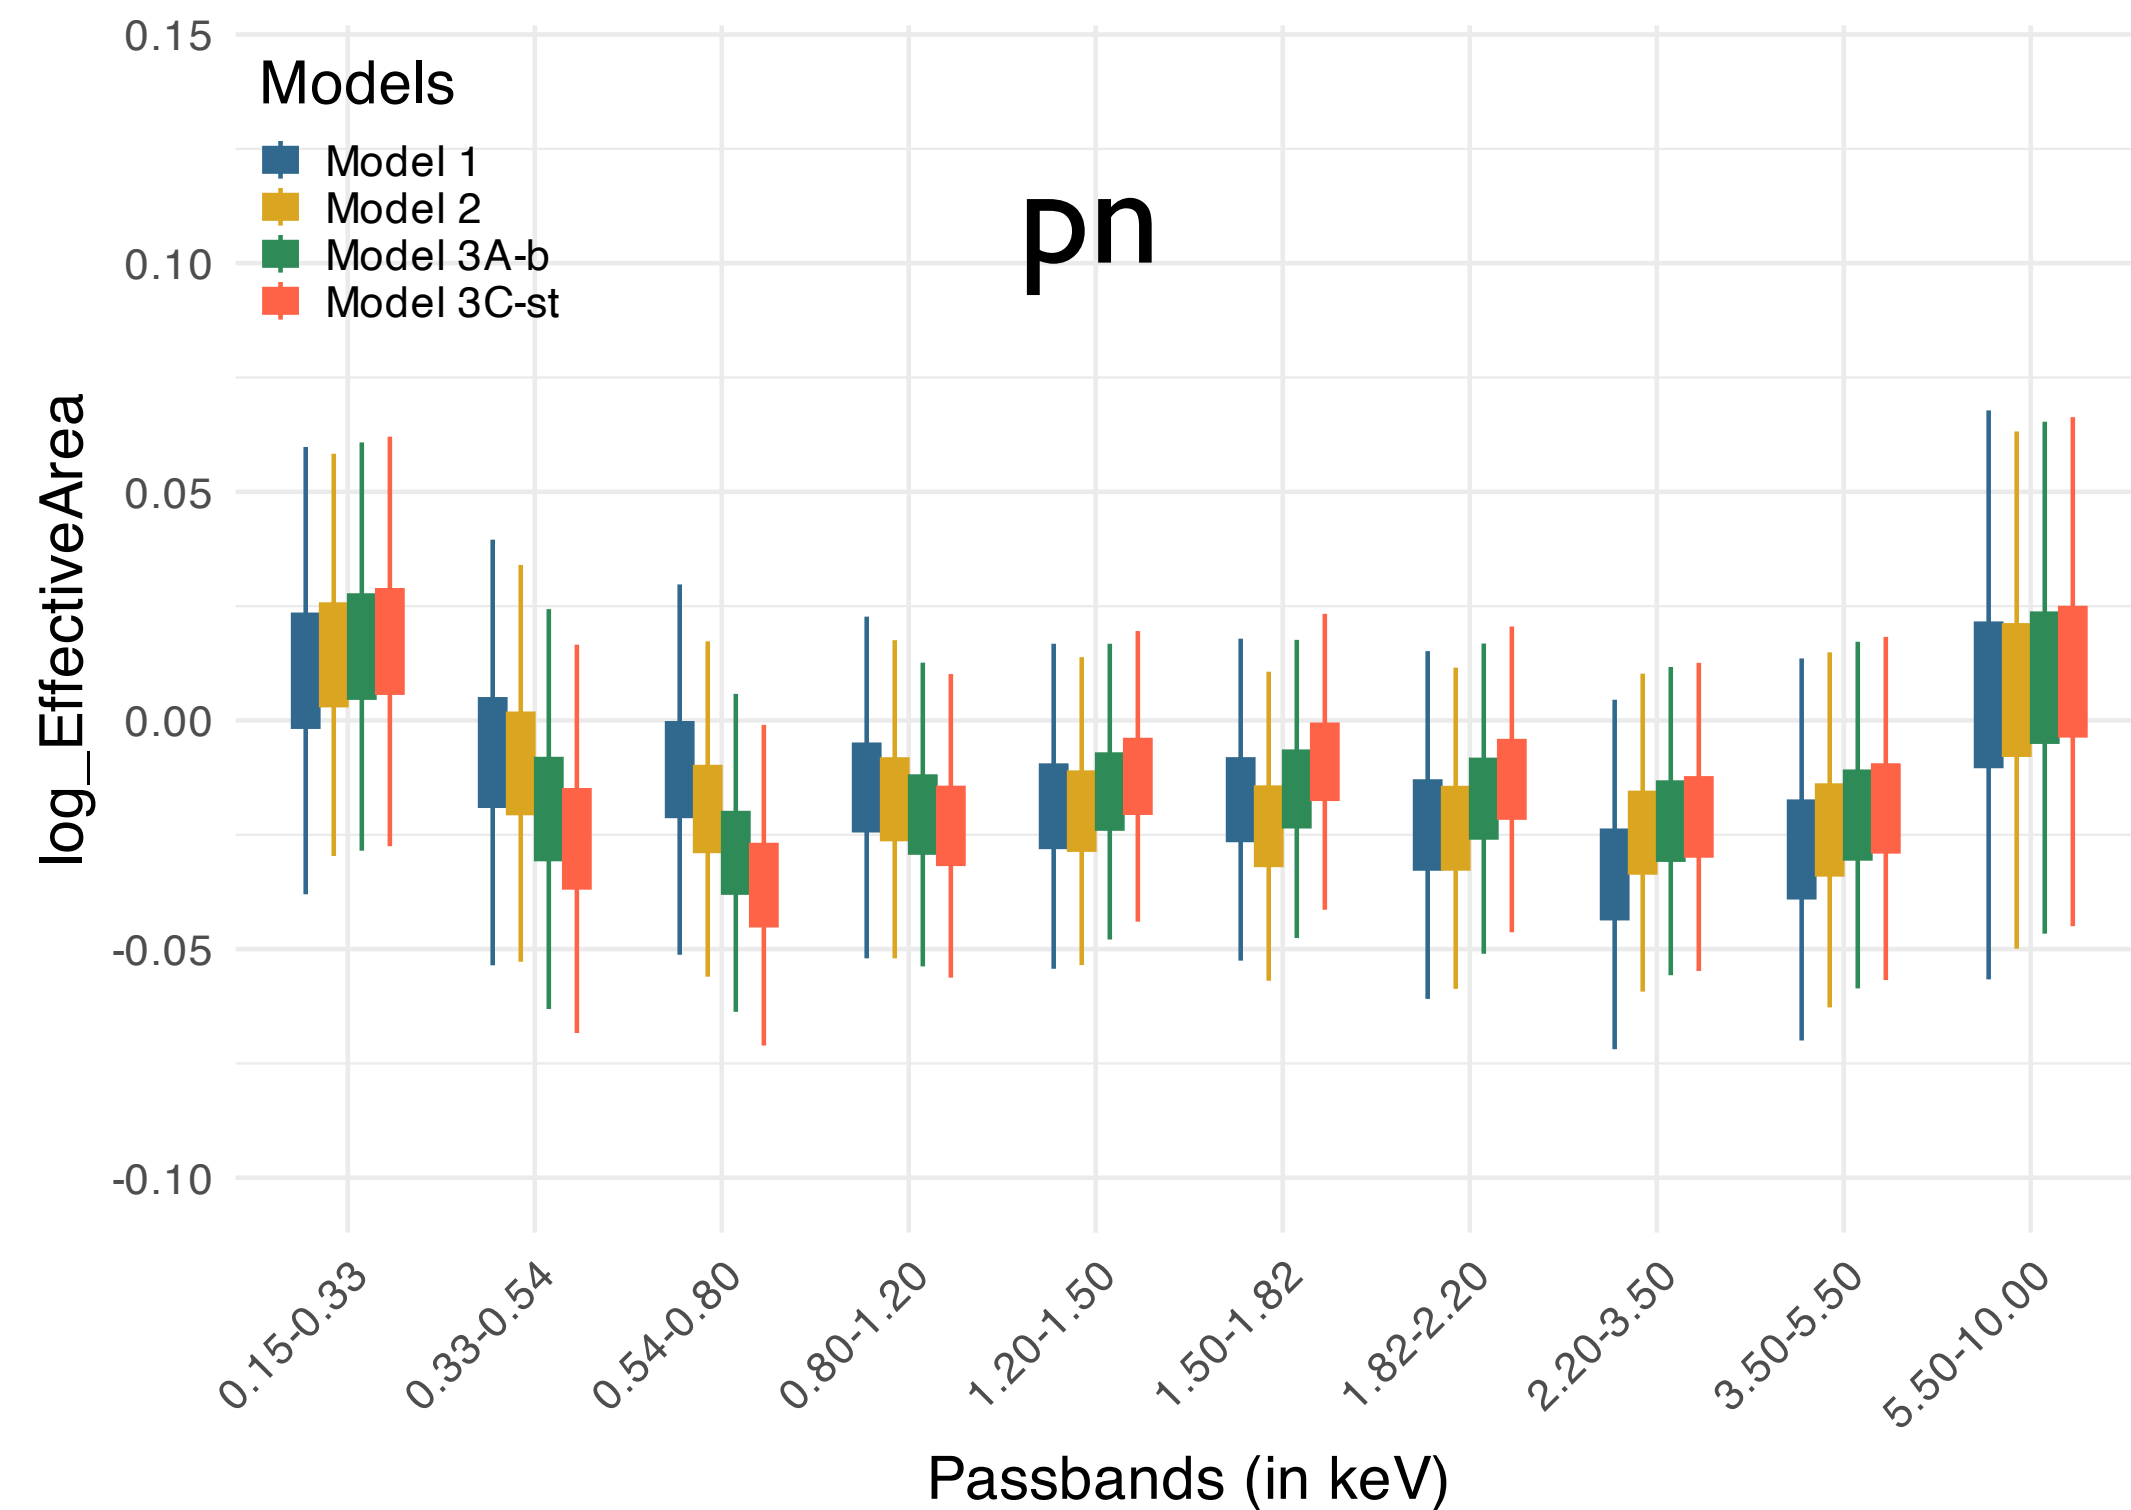 0.15
0.10
0.05
0.00
-0.05
-0.10
log_EffectiveArea
Models
Model 1
Model 2
Model 3A-b
Model 3C-st
pn
0.15-0.33
0.33-0.54
0.54-0.80
0.80-1.20
1.20-1.50
1.50-1.82
1.82-2.20
2.20-3.50
3.50-5.50
5.50-10.00
Passbands (in keV)